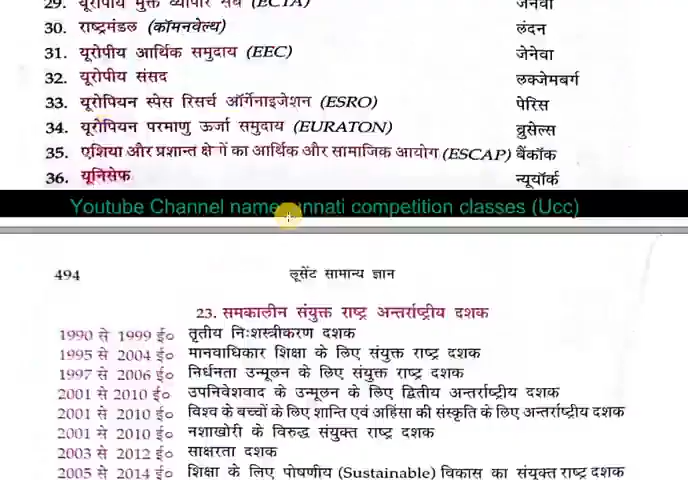 29. यूरोपीय मुक्त व्यापार संघ (ECTA) जेनेवा
30. राष्ट्रमंडल (कॉमनवेल्थ) लंदन
31. यूरोपीय आर्थिक समुदाय (EEC) जेनेवा
32. यूरोपीय संसद लक्जेमबर्ग
33. यूरोपियन स्पेस रिसर्च ऑर्गेनाइजेशन (ESRO) पेरिस
34. यूरोपियन परमाणु ऊर्जा समुदाय (EURATON) ब्रुसेल्स
35. एशिया और प्रशान्त क्षेत्रों का आर्थिक और सामाजिक आयोग (ESCAP) बैंकॉक
36. यूनिसेफ न्यूयॉर्क
Youtube Channel name unnati competition classes (Ucc)
494 लूसेंट सामान्य ज्ञान
23. समकालीन संयुक्त राष्ट्र अन्तर्राष्ट्रीय दशक
1990 से 1999 ई० तृतीय निःशस्त्रीकरण दशक
1995 से 2004 ई० मानवाधिकार शिक्षा के लिए संयुक्त राष्ट्र दशक
1997 से 2006 ई० निर्धनता उन्मूलन के लिए संयुक्त राष्ट्र दशक
2001 से 2010 ई० उपनिवेशवाद के उन्मूलन के लिए द्वितीय अन्तर्राष्ट्रीय दशक
2001 से 2010 ई० विश्व के बच्चों के लिए शान्ति एवं अहिंसा की संस्कृति के लिए अन्तर्राष्ट्रीय दशक
2001 से 2010 ई० नशाखोरी के विरुद्ध संयुक्त राष्ट्र दशक
2003 से 2012 ई० साक्षरता दशक
2005 से 2014 ई० शिक्षा के लिए पोषणीय (Sustainable) विकास का संयुक्त राष्ट्र दशक